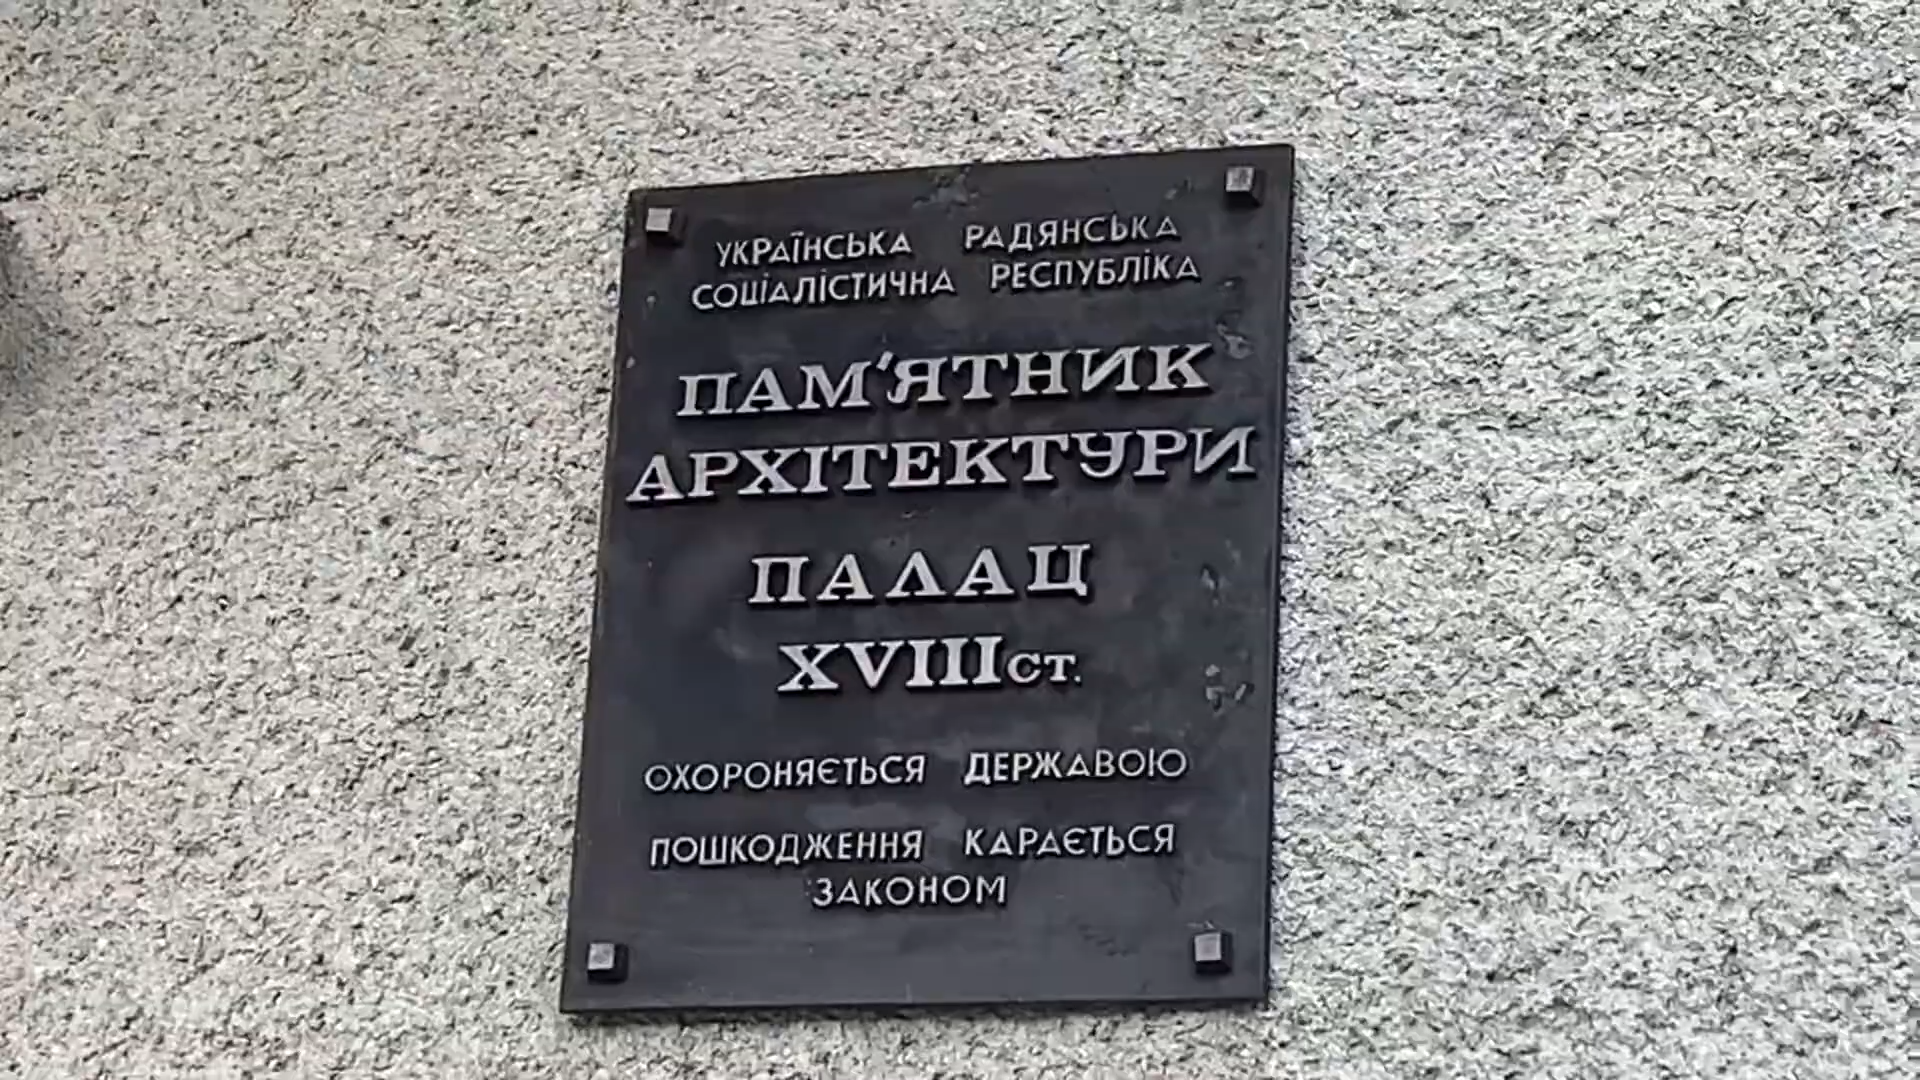 УКРАЇНСЬКА РАДЯНСЬКА
СОЦІАЛІСТИЧНА РЕСПУБЛІКА
ПАМ'ЯТНИК
АРХІТЕКТУРИ
ПАЛАЦ
XVIII ст.
ОХОРОНЯЄТЬСЯ ДЕРЖАВОЮ
ПОШКОДЖЕННЯ КАРАЄТЬСЯ
ЗАКОНОМ